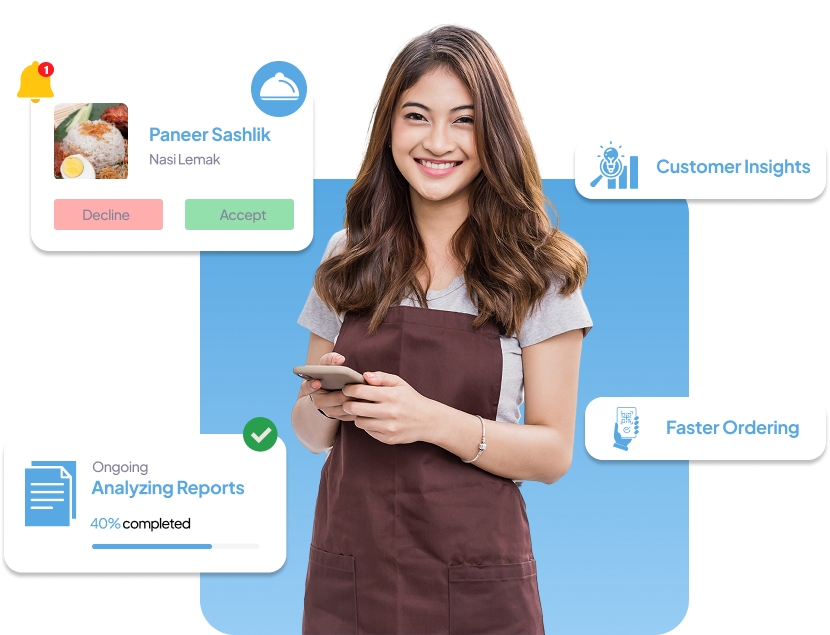 1
Paneer Sashlik
Nasi Lemak
Decline
Accept
Customer Insights
Faster Ordering
Ongoing
Analyzing Reports
40% completed